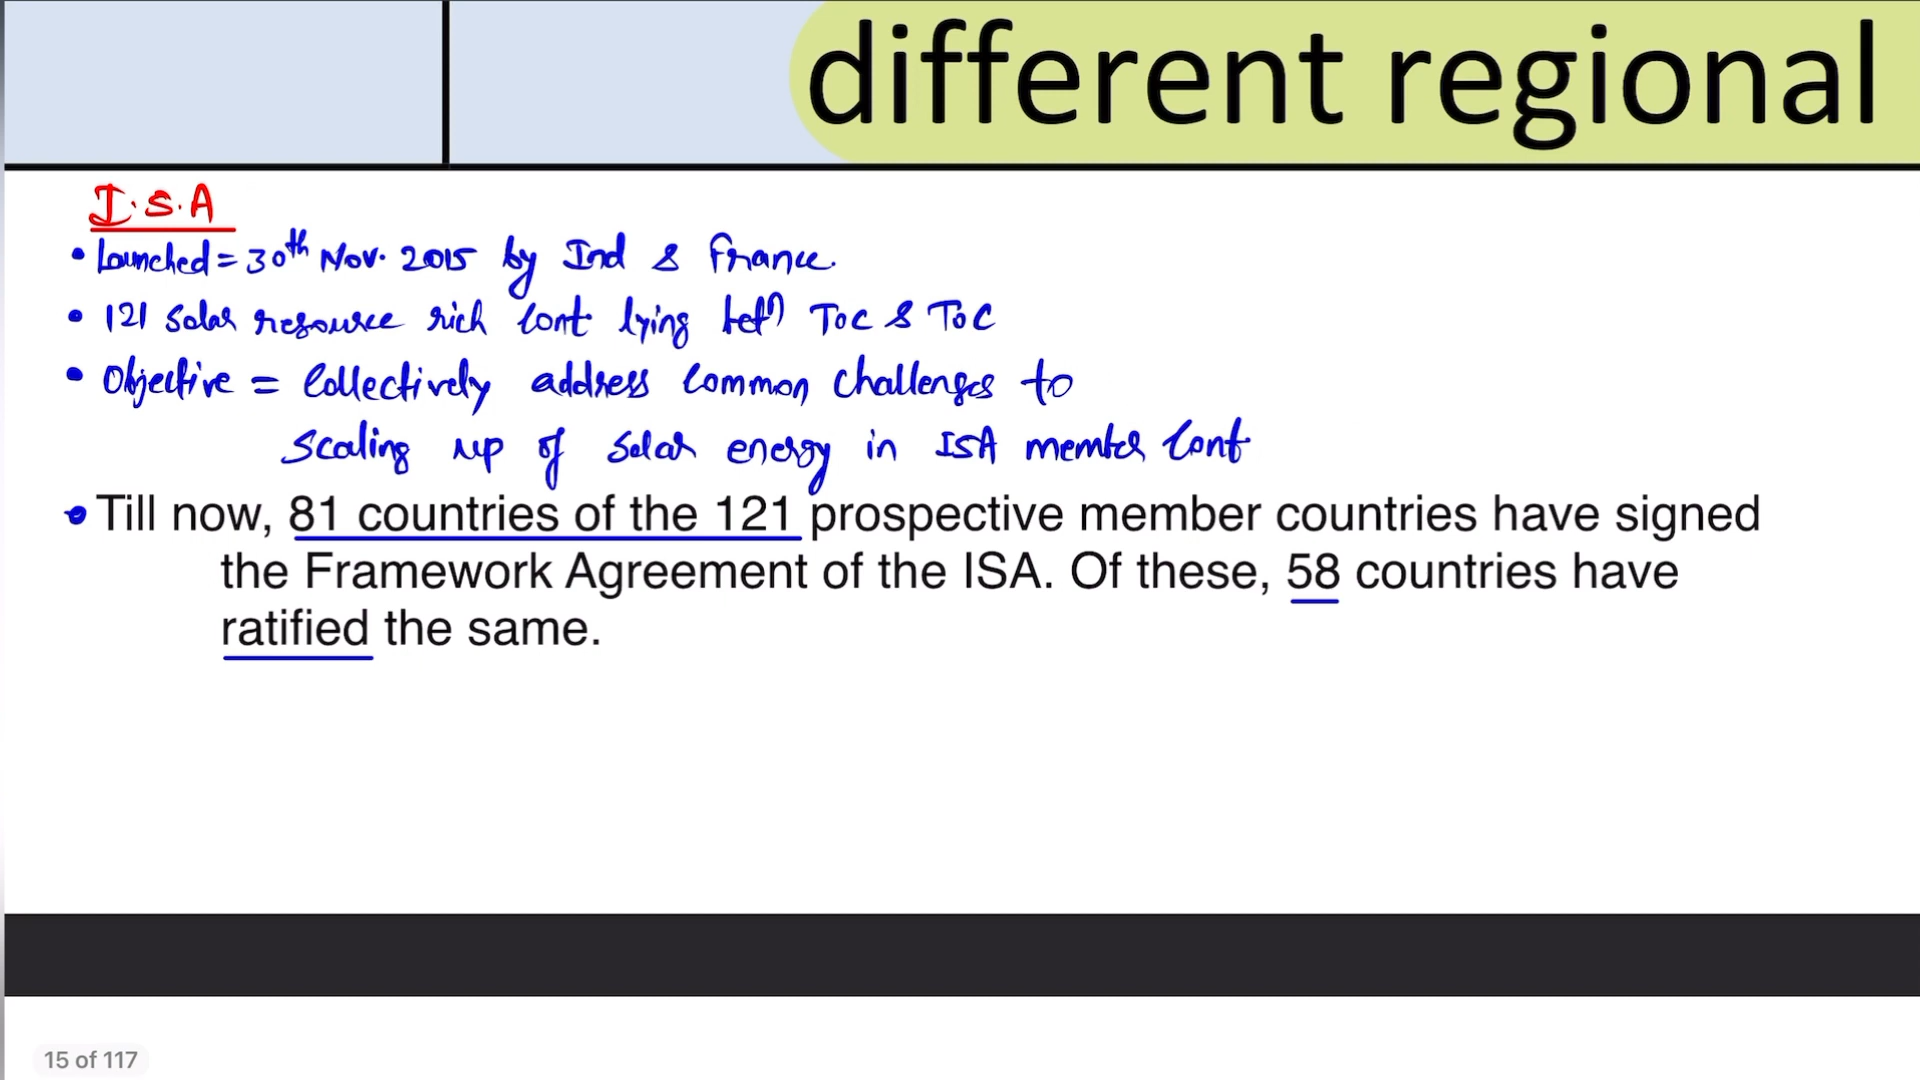 different regional
I.S.A
• Launched = 30th Nov. 2015 by Ind & France.
• 121 Solar resource rich Cont lying betn ToC & ToC
• Objective = Collectively address common challenges to
Scaling up of Solar energy in ISA member Cont
• Till now, 81 countries of the 121 prospective member countries have signed
the Framework Agreement of the ISA. Of these, 58 countries have
ratified the same.
15 of 117